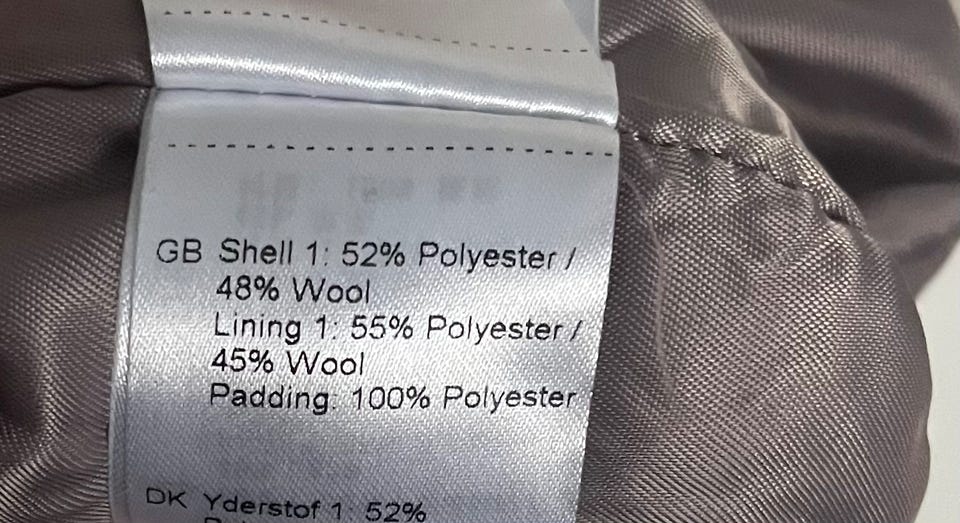 GB Shell 1: 52% Polyester /
48% Wool
Lining 1: 55% Polyester /
45% Wool
Padding: 100% Polyester
DK Yderstof 1: 52%